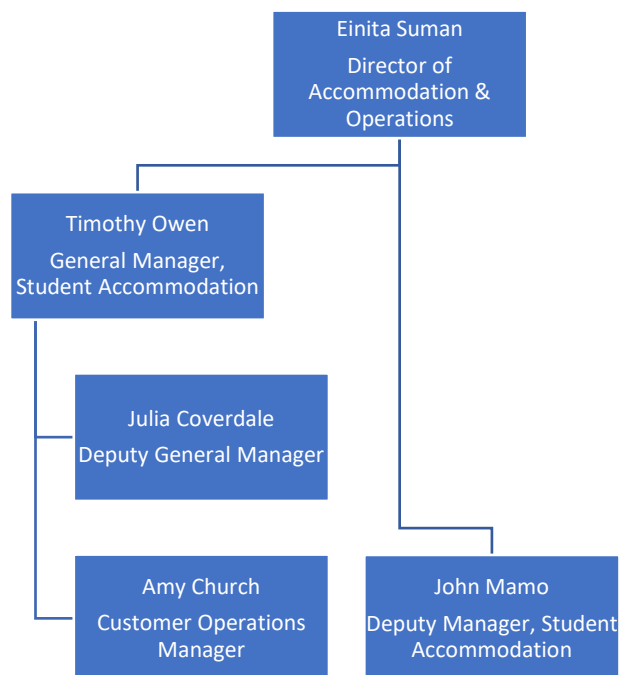 Einita Suman
Director of
Accommodation &
Operations
Timothy Owen
General Manager,
Student Accommodation
Julia Coverdale
Deputy General Manager
Amy Church
Customer Operations
Manager
John Mamo
Deputy Manager, Student
Accommodation